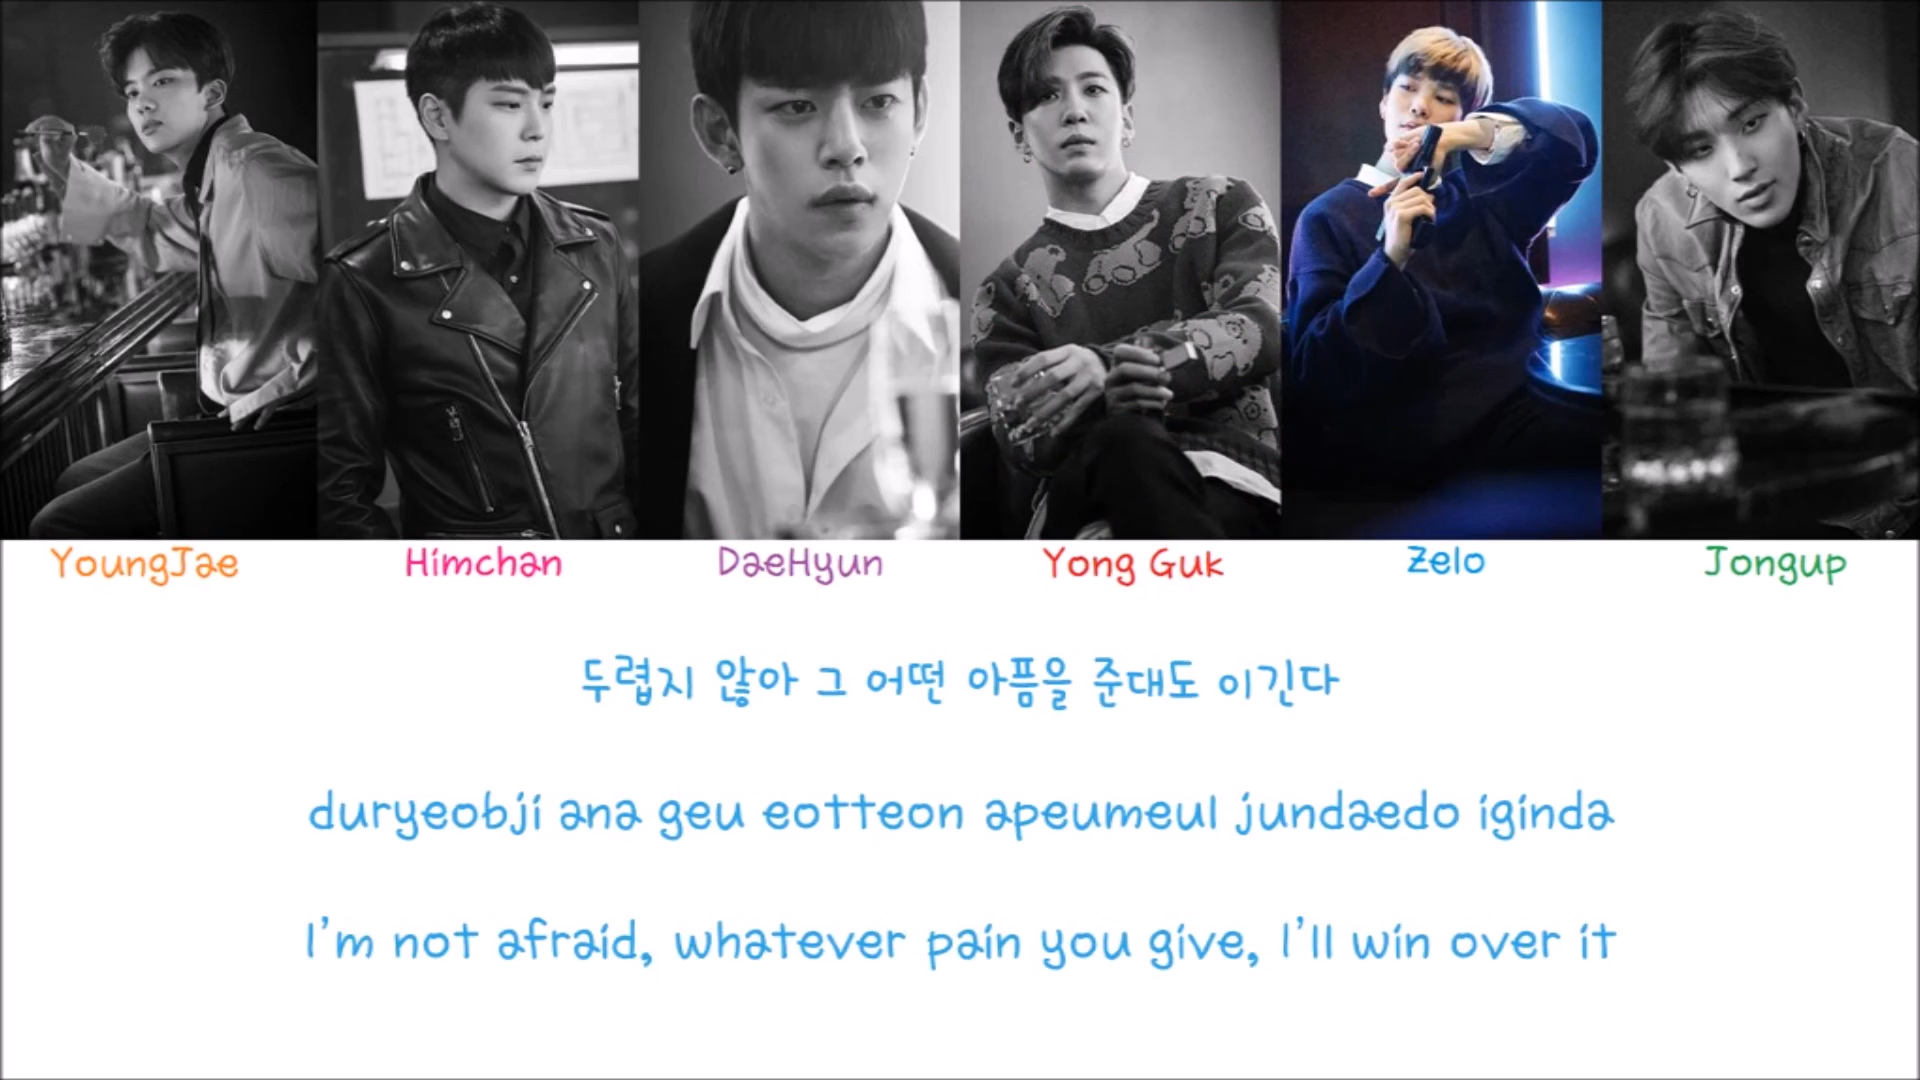 YoungJae Himchan DaeHyun Yong Guk Zelo Jongup
두렵지 않아 그 어떤 아픔을 준대도 이긴다
duryeobji ana geu eotteon apeumeul jundaedo iginda
I'm not afraid, whatever pain you give, I'll win over it